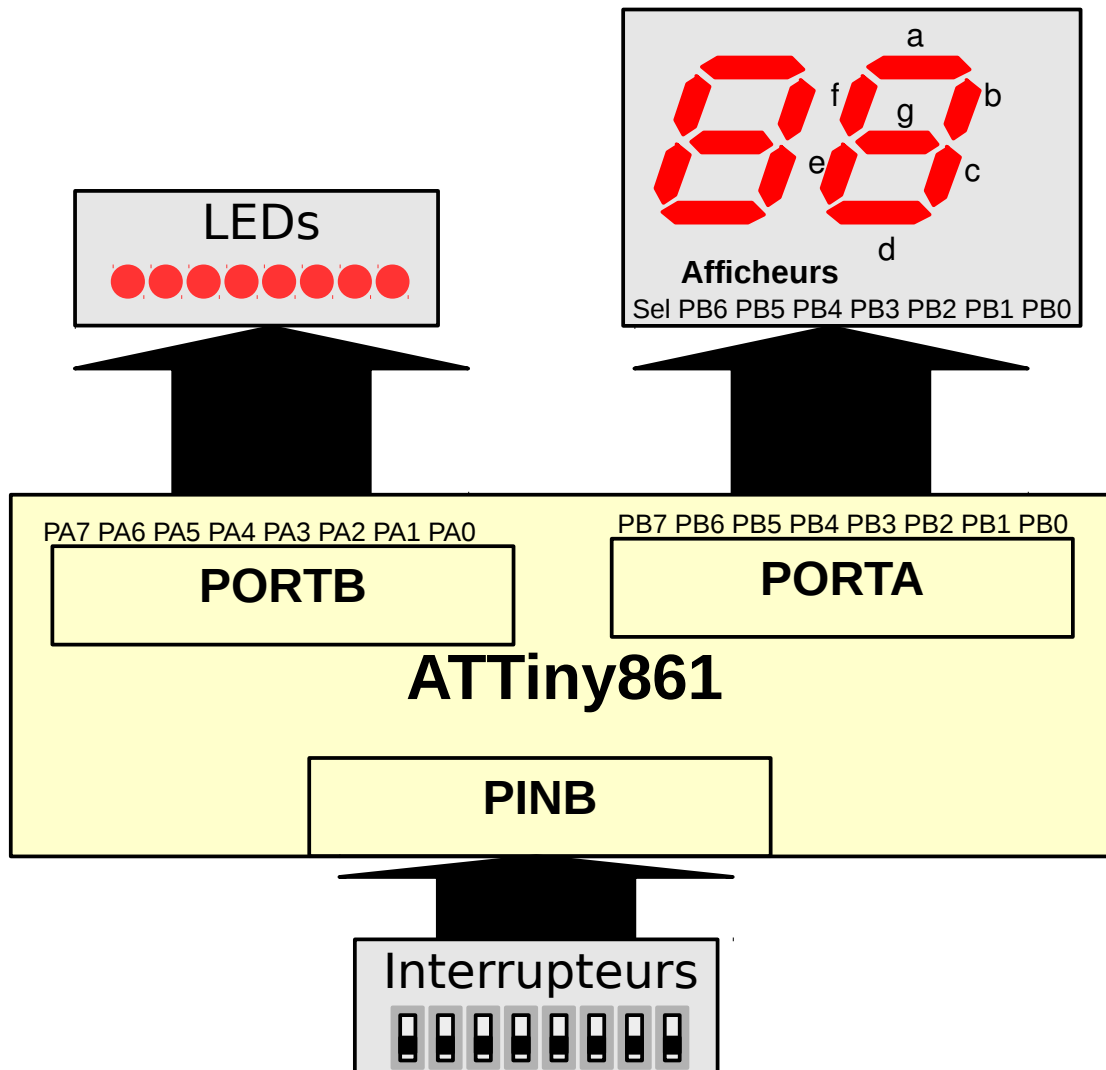 a
f
b
g
e
c
d
Afficheurs
Sel PB6 PB5 PB4 PB3 PB2 PB1 PB0
LEDs
PA7 PA6 PA5 PA4 PA3 PA2 PA1 PA0
PORTB
PB7 PB6 PB5 PB4 PB3 PB2 PB1 PB0
PORTA
ATTiny861
PINB
Interrupteurs